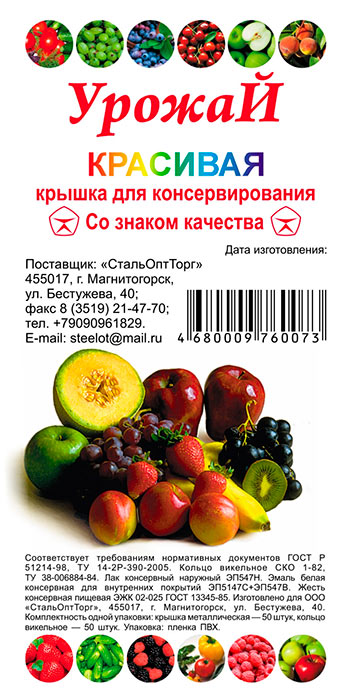 УрожаЙ
КРАСИВАЯ
крышка для консервирования
Со знаком качества
Дата изготовления:
Поставщик: «СтальОптТорг»
455017, г. Магнитогорск,
ул. Бестужева, 40;
факс 8 (3519) 21-47-70;
тел. +79090961829.
E-mail: steelot@mail.ru
4 680009 760073
Соответствует требованиям нормативных документов ГОСТ Р
51214-98, ТУ 14-2Р-390-2005. Кольцо викельное СКО 1-82,
ТУ 38-006884-84. Лак консервный наружный ЭП547Н. Эмаль белая
консервная для внутренних покрытий ЭП5147С+ЭП547В. Жесть
консервная пищевая ЭЖК 02-025 ГОСТ 13345-85. Изготовлено для ООО
«СтальОптТорг», 455017, г. Магнитогорск, ул. Бестужева, 40.
Комплектность одной упаковки: крышка металлическая — 50 штук, кольцо
викельное — 50 штук. Упаковка: пленка ПВХ.